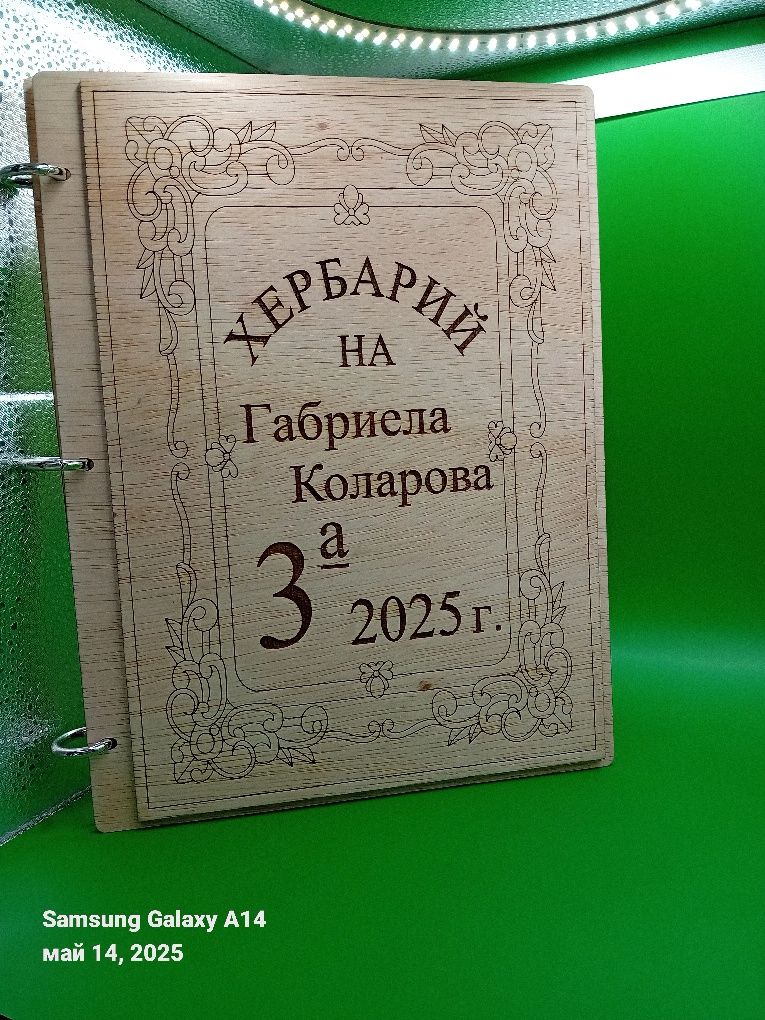 ХЕРБАРИЙ
НА
Габриела
Коларова
3а
2025 г.
Samsung Galaxy A14
май 14, 2025